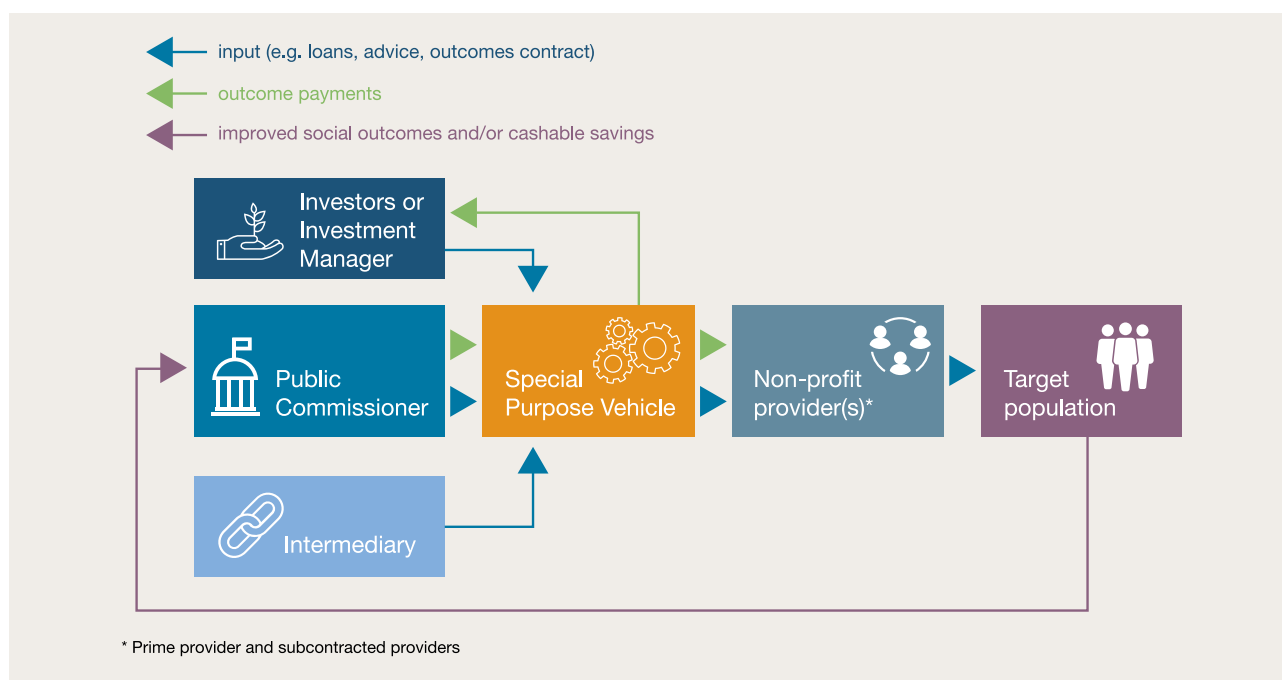 input (e.g. loans, advice, outcomes contract)
outcome payments
improved social outcomes and/or cashable savings
Investors or
Investment
Manager
Public
Commissioner
Special
Purpose Vehicle
Non-profit
provider(s)*
Target
population
Intermediary
* Prime provider and subcontracted providers